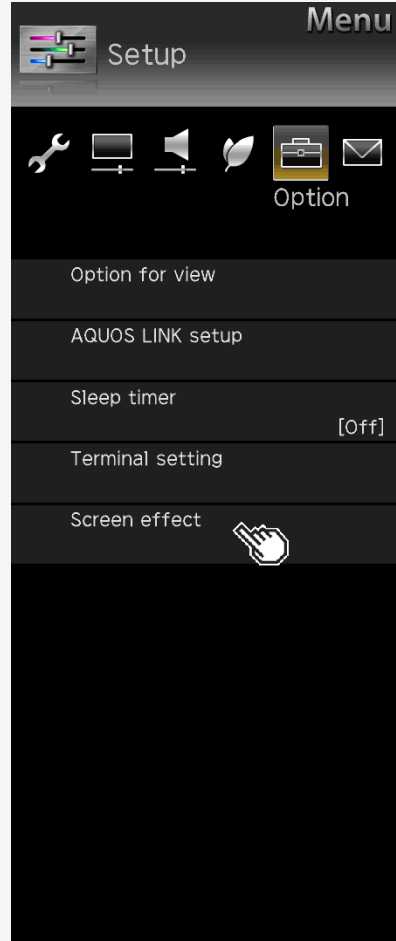 Menu
Setup
Option
Option for view
AQUOS LINK setup
Sleep timer
[Off]
Terminal setting
Screen effect